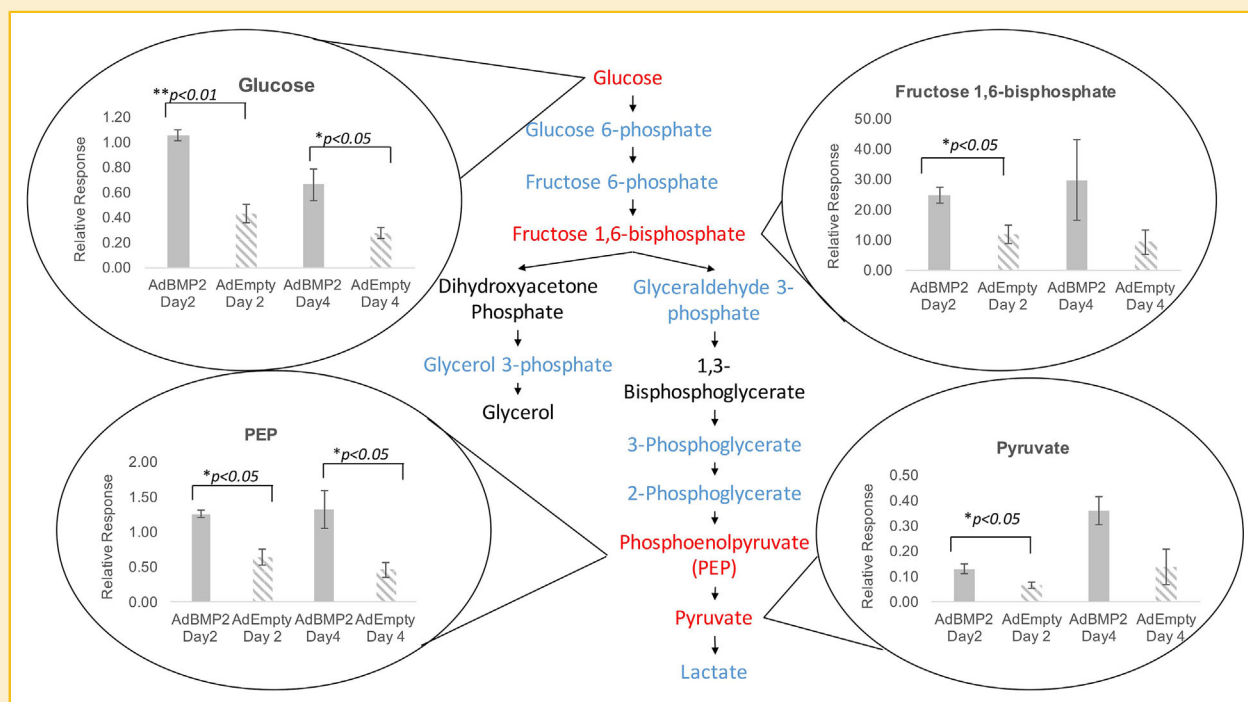 Glucose
**p<0.01
*p<0.05
Relative Response
1.20
1.00
0.80
0.60
0.40
0.20
0.00
AdBMP2 AdEmpty AdBMP2 AdEmpty
Day2 Day 2 Day4 Day 4
Glucose
Glucose 6-phosphate
Fructose 6-phosphate
Fructose 1,6-bisphosphate
Dihydroxyacetone
Phosphate
Glycerol 3-phosphate
Glycerol
Glyceraldehyde 3-
phosphate
1,3-
Bisphosphoglycerate
3-Phosphoglycerate
2-Phosphoglycerate
Phosphoenolpyruvate
(PEP)
Pyruvate
Lactate
Fructose 1,6-bisphosphate
*p<0.05
Relative Response
50.00
40.00
30.00
20.00
10.00
0.00
AdBMP2 AdEmpty AdBMP2 AdEmpty
Day2 Day 2 Day4 Day 4
PEP
*p<0.05
*p<0.05
Relative Response
2.00
1.50
1.00
0.50
0.00
AdBMP2 AdEmpty AdBMP2 AdEmpty
Day2 Day 2 Day4 Day 4
Pyruvate
*p<0.05
Relative Response
0.50
0.40
0.30
0.20
0.10
0.00
AdBMP2 AdEmpty AdBMP2 AdEmpty
Day2 Day 2 Day4 Day 4